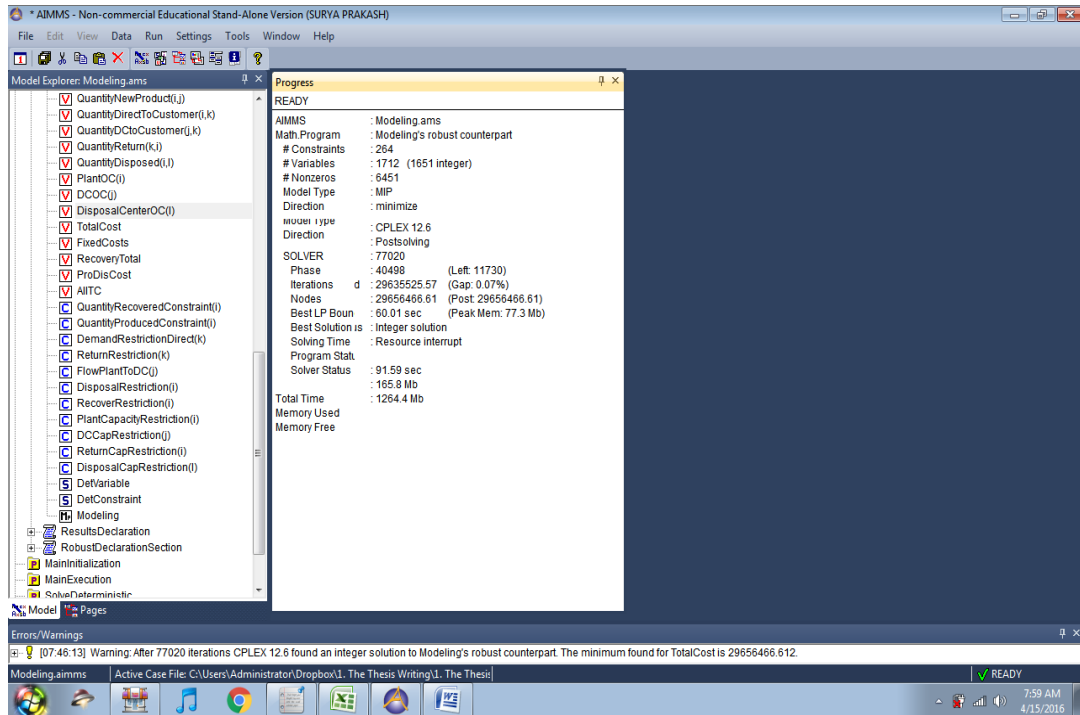 * AIMMS - Non-commercial Educational Stand-Alone Version (SURYA PRAKASH)
File Edit View Data Run Settings Tools Window Help
Model Explorer: Modeling.ams
QuantityNewProduct(i,j)
QuantityDirectToCustomer(i,k)
QuantityDCtoCustomer(j,k)
QuantityReturn(k,i)
QuantityDisposed(i,l)
PlantOC(i)
DCOC(j)
DisposalCenterOC(l)
TotalCost
FixedCosts
RecoveryTotal
ProDisCost
AllTC
QuantityRecoveredConstraint(i)
QuantityProducedConstraint(i)
DemandRestrictionDirect(k)
ReturnRestriction(k)
FlowPlantToDC(j)
DisposalRestriction(i)
RecoverRestriction(i)
PlantCapacityRestriction(i)
DCCapRestriction(j)
ReturnCapRestriction(i)
DisposalCapRestriction(l)
DetVariable
DetConstraint
Modeling
ResultsDeclaration
RobustDeclarationSection
MainInitialization
MainExecution
SolveDeterministic
Model Pages
Progress
READY
AIMMS : Modeling.ams
Math.Program : Modeling's robust counterpart
# Constraints : 264
# Variables : 1712 (1651 integer)
# Nonzeros : 6451
Model Type : MIP
Direction : minimize
Model Type : CPLEX 12.6
Direction : Postsolving
SOLVER : 77020
Phase : 40498 (Left: 11730)
Iterations d : 29635525.57 (Gap: 0.07%)
Nodes : 29656466.61 (Post: 29656466.61)
Best LP Boun : 60.01 sec (Peak Mem: 77.3 Mb)
Best Solution is : Integer solution
Solving Time : Resource interrupt
Program Statu
Solver Status : 91.59 sec
: 165.8 Mb
Total Time : 1264.4 Mb
Memory Used
Memory Free
Errors/Warnings
[07:46:13] Warning: After 77020 iterations CPLEX 12.6 found an integer solution to Modeling's robust counterpart. The minimum found for TotalCost is 29656466.612.
Modeling.aimms Active Case File: C:\Users\Administrator\Dropbox\1. The Thesis Writing\1. The Thesis READY
7:59 AM
4/15/2016